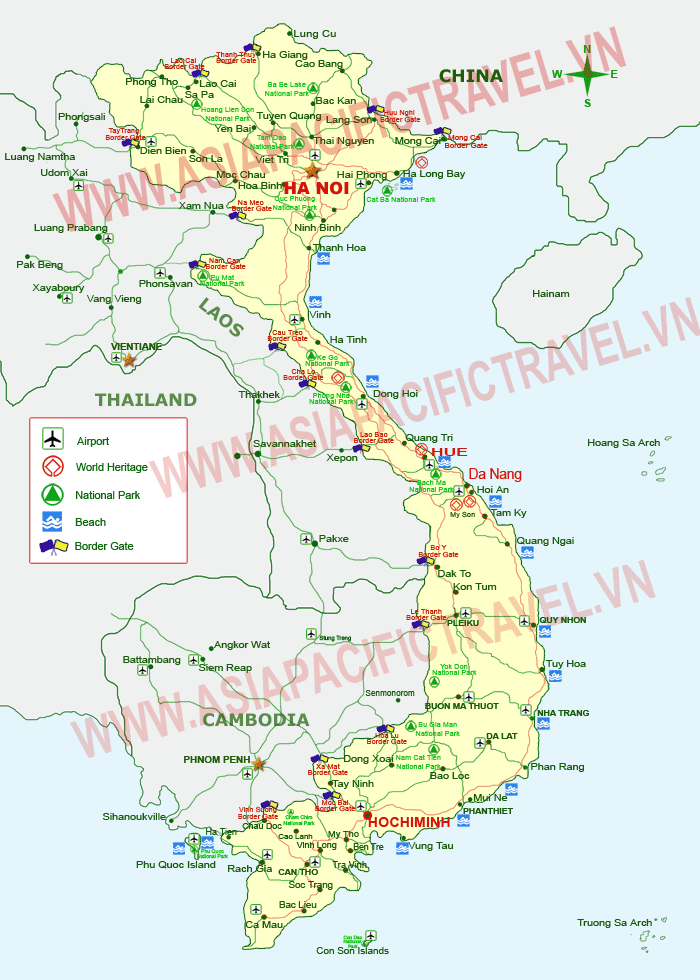 Lung Cu
Thanh Thuy
Border Gate
Ha Giang
Cao Bang
CHINA
N
W
E
S
Lao Cai
Border Gate
Phong Tho
Lao Cai
Sa Pa
Lai Chau
Ba Be Lake
National Park
Bac Kan
Hoang Lien Son
National Park
Huu Nghi
Border Gate
Lang Son
Phongsali
Tuyen Quang
Yen Bai
Tay Trang
Border Gate
Tam Dao
National Park
Thai Nguyen
Mong Cai
Mong Cai
Border Gate
Luang Namtha
Dien Bien
Son La
Viet Tri
Udom Xai
Moc Chau
Hoa Binh
HA NOI
Hai Phong
Ha Long Bay
Cat Ba National Park
Xam Nua
Na Meo
Border Gate
Cuc Phuong
National Park
Ninh Binh
Luang Prabang
Thanh Hoa
Pak Beng
Nam Can
Border Gate
Pu Mat
National Park
Phonsavan
Xayaboury
Vang Vieng
LAOS
Vinh
Hainam
VIENTIANE
Cau Treo
Border Gate
Ha Tinh
Ke Go
National Park
Cha Lo
Border Gate
Phong Nha
National Park
Dong Hoi
THAILAND
Thakhek
Airport
World Heritage
National Park
Beach
Border Gate
Savannakhet
Xepon
Lao Bao
Border Gate
Quang Tri
HUE
Hoang Sa Arch
Bach Ma
National Park
Da Nang
Hoi An
My Son
Tam Ky
Pakxe
Quang Ngai
Bo Y
Border Gate
Dak To
Kon Tum
Le Thanh
Border Gate
PLEIKU
QUY NHON
Stung Treng
Angkor Wat
Battambang
Siem Reap
Yok Don
National Park
Tuy Hoa
Senmonorom
BUON MA THUOT
NHA TRANG
CAMBODIA
Bu Gia Man
National Park
Hoa Lu
Border Gate
DA LAT
PHNOM PENH
Xa Mat
Border Gate
Dong Xoai
Nam Cat Tien
National Park
Bao Loc
Phan Rang
Tay Ninh
Moc Bai
Border Gate
Mui Ne
PHANTHIET
Vinh Suong
Border Gate
Cham Chim
National Park
HOCHIMINH
Sihanoukville
Chau Doc
Ha Tien
Cao Lanh
My Tho
Vinh Long
Ben Tre
Vung Tau
Phu Quoc
National Park
Phu Quoc Island
Rach Gia
CAN THO
Tra Vinh
Soc Trang
Bac Lieu
Ca Mau
Con Dao
National Park
Con Son Islands
Truong Sa Arch
WWW.ASIAPACIFICTRAVEL.VN
WWW.ASIAPACIFICTRAVEL.VN
WWW.ASIAPACIFICTRAVEL.VN